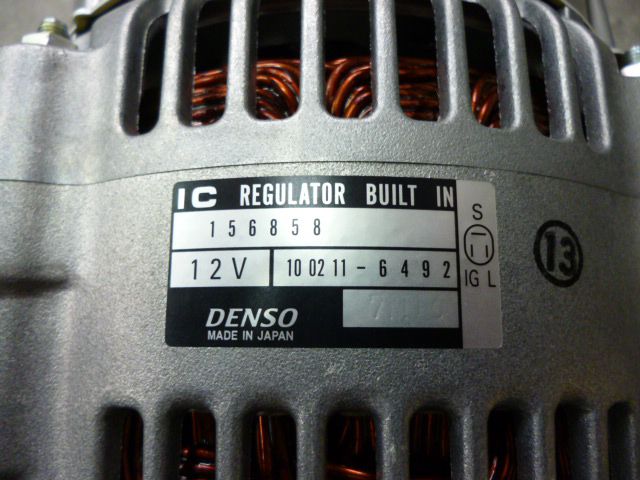 IC REGULATOR BUILT IN
156858
12V
100211-6492
DENSO
MADE IN JAPAN
S
IG L
13